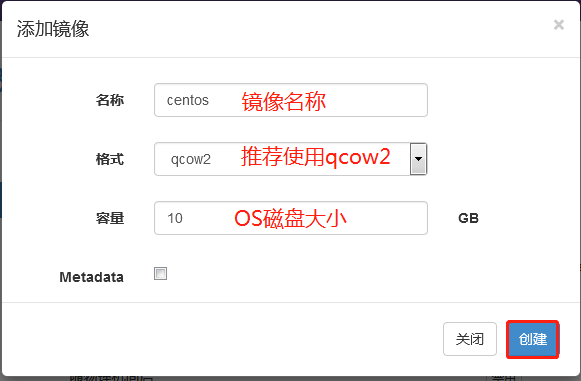 添加镜像 ×
名称 centos 镜像名称
格式 qcow2 推荐使用qcow2
容量 10 OS磁盘大小 GB
Metadata
关闭 创建